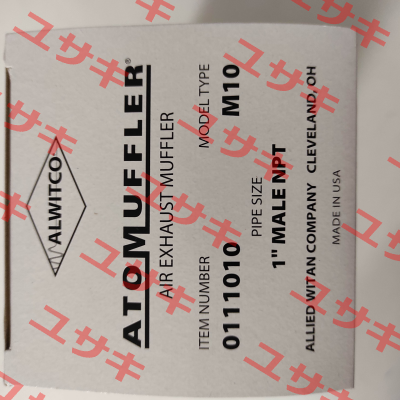 ALWITCO®
ATOMUFFLER®
AIR EXHAUST MUFFLER
ITEM NUMBER MODEL TYPE
0111010 M10
PIPE SIZE
1" MALE NPT
ALLIED WITAN COMPANY CLEVELAND, OH
MADE IN USA
ユサキ
ユサキ
ユサキ
ユサキ
ユサキ
ユサキ
ユサキ
ユサキ